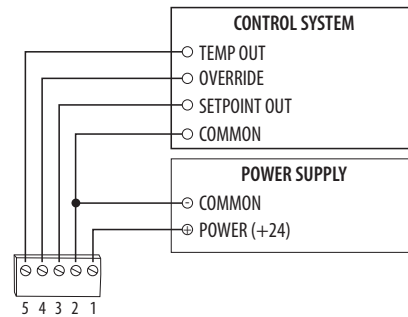 CONTROL SYSTEM
TEMP OUT
OVERRIDE
SETPOINT OUT
COMMON
POWER SUPPLY
COMMON
POWER (+24)
5 4 3 2 1